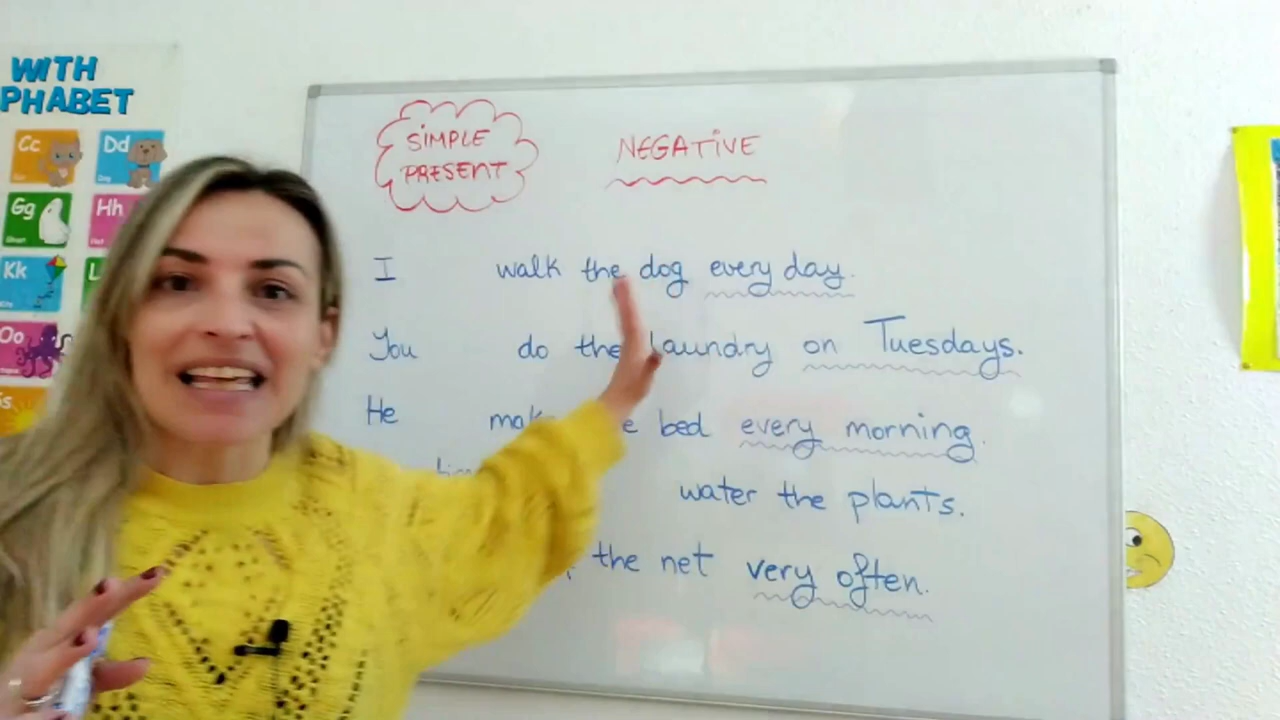 WITH
PHABET
Cc
Dd
Gg
Hh
Kk
L
Oo
SIMPLE
PRESENT
NEGATIVE
I walk the dog every day.
You do the laundry on Tuesdays.
He bed every morning.
water the plants.
the net very often.